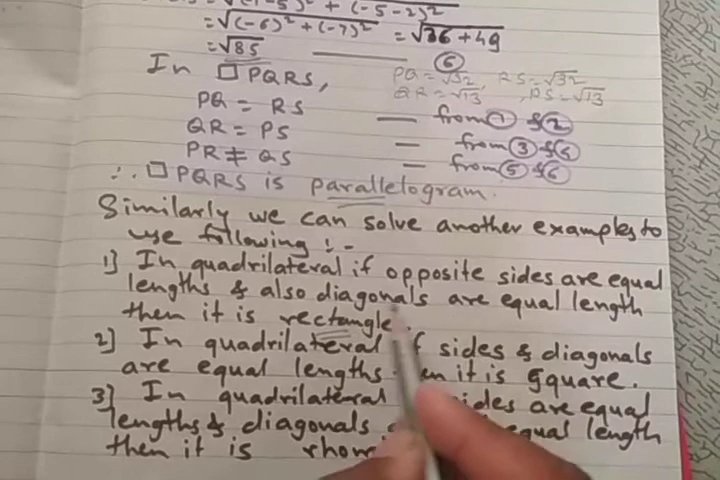 = √(-6)² + (-7)² = √36 + 49
= √85 ⑥
In □ PQRS, PQ = √32, RS = √32
QR = √13, PS = √13
PQ = RS — from ① & ②
QR = PS — from ③ & ④
PR ≠ QS — from ⑤ & ⑥
∴ □ PQRS is parallelogram.
Similarly we can solve another examples to
use following :-
1] In quadrilateral if opposite sides are equal
lengths & also diagonals are equal length
then it is rectangle.
2] In quadrilateral if sides & diagonals
are equal lengths then it is square.
3] In quadrilateral sides are equal
lengths & diagonals equal length
then it is